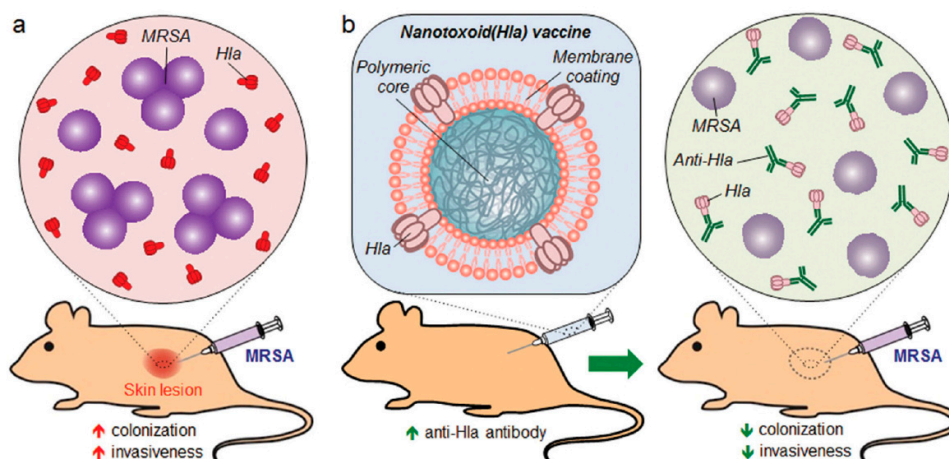 a
MRSA
Hla
MRSA
Skin lesion
↑ colonization
↑ invasiveness
b
Nanotoxoid(Hla) vaccine
Polymeric
core
Membrane
coating
Hla
↑ anti-Hla antibody
MRSA
Anti-Hla
Hla
MRSA
↓ colonization
↓ invasiveness